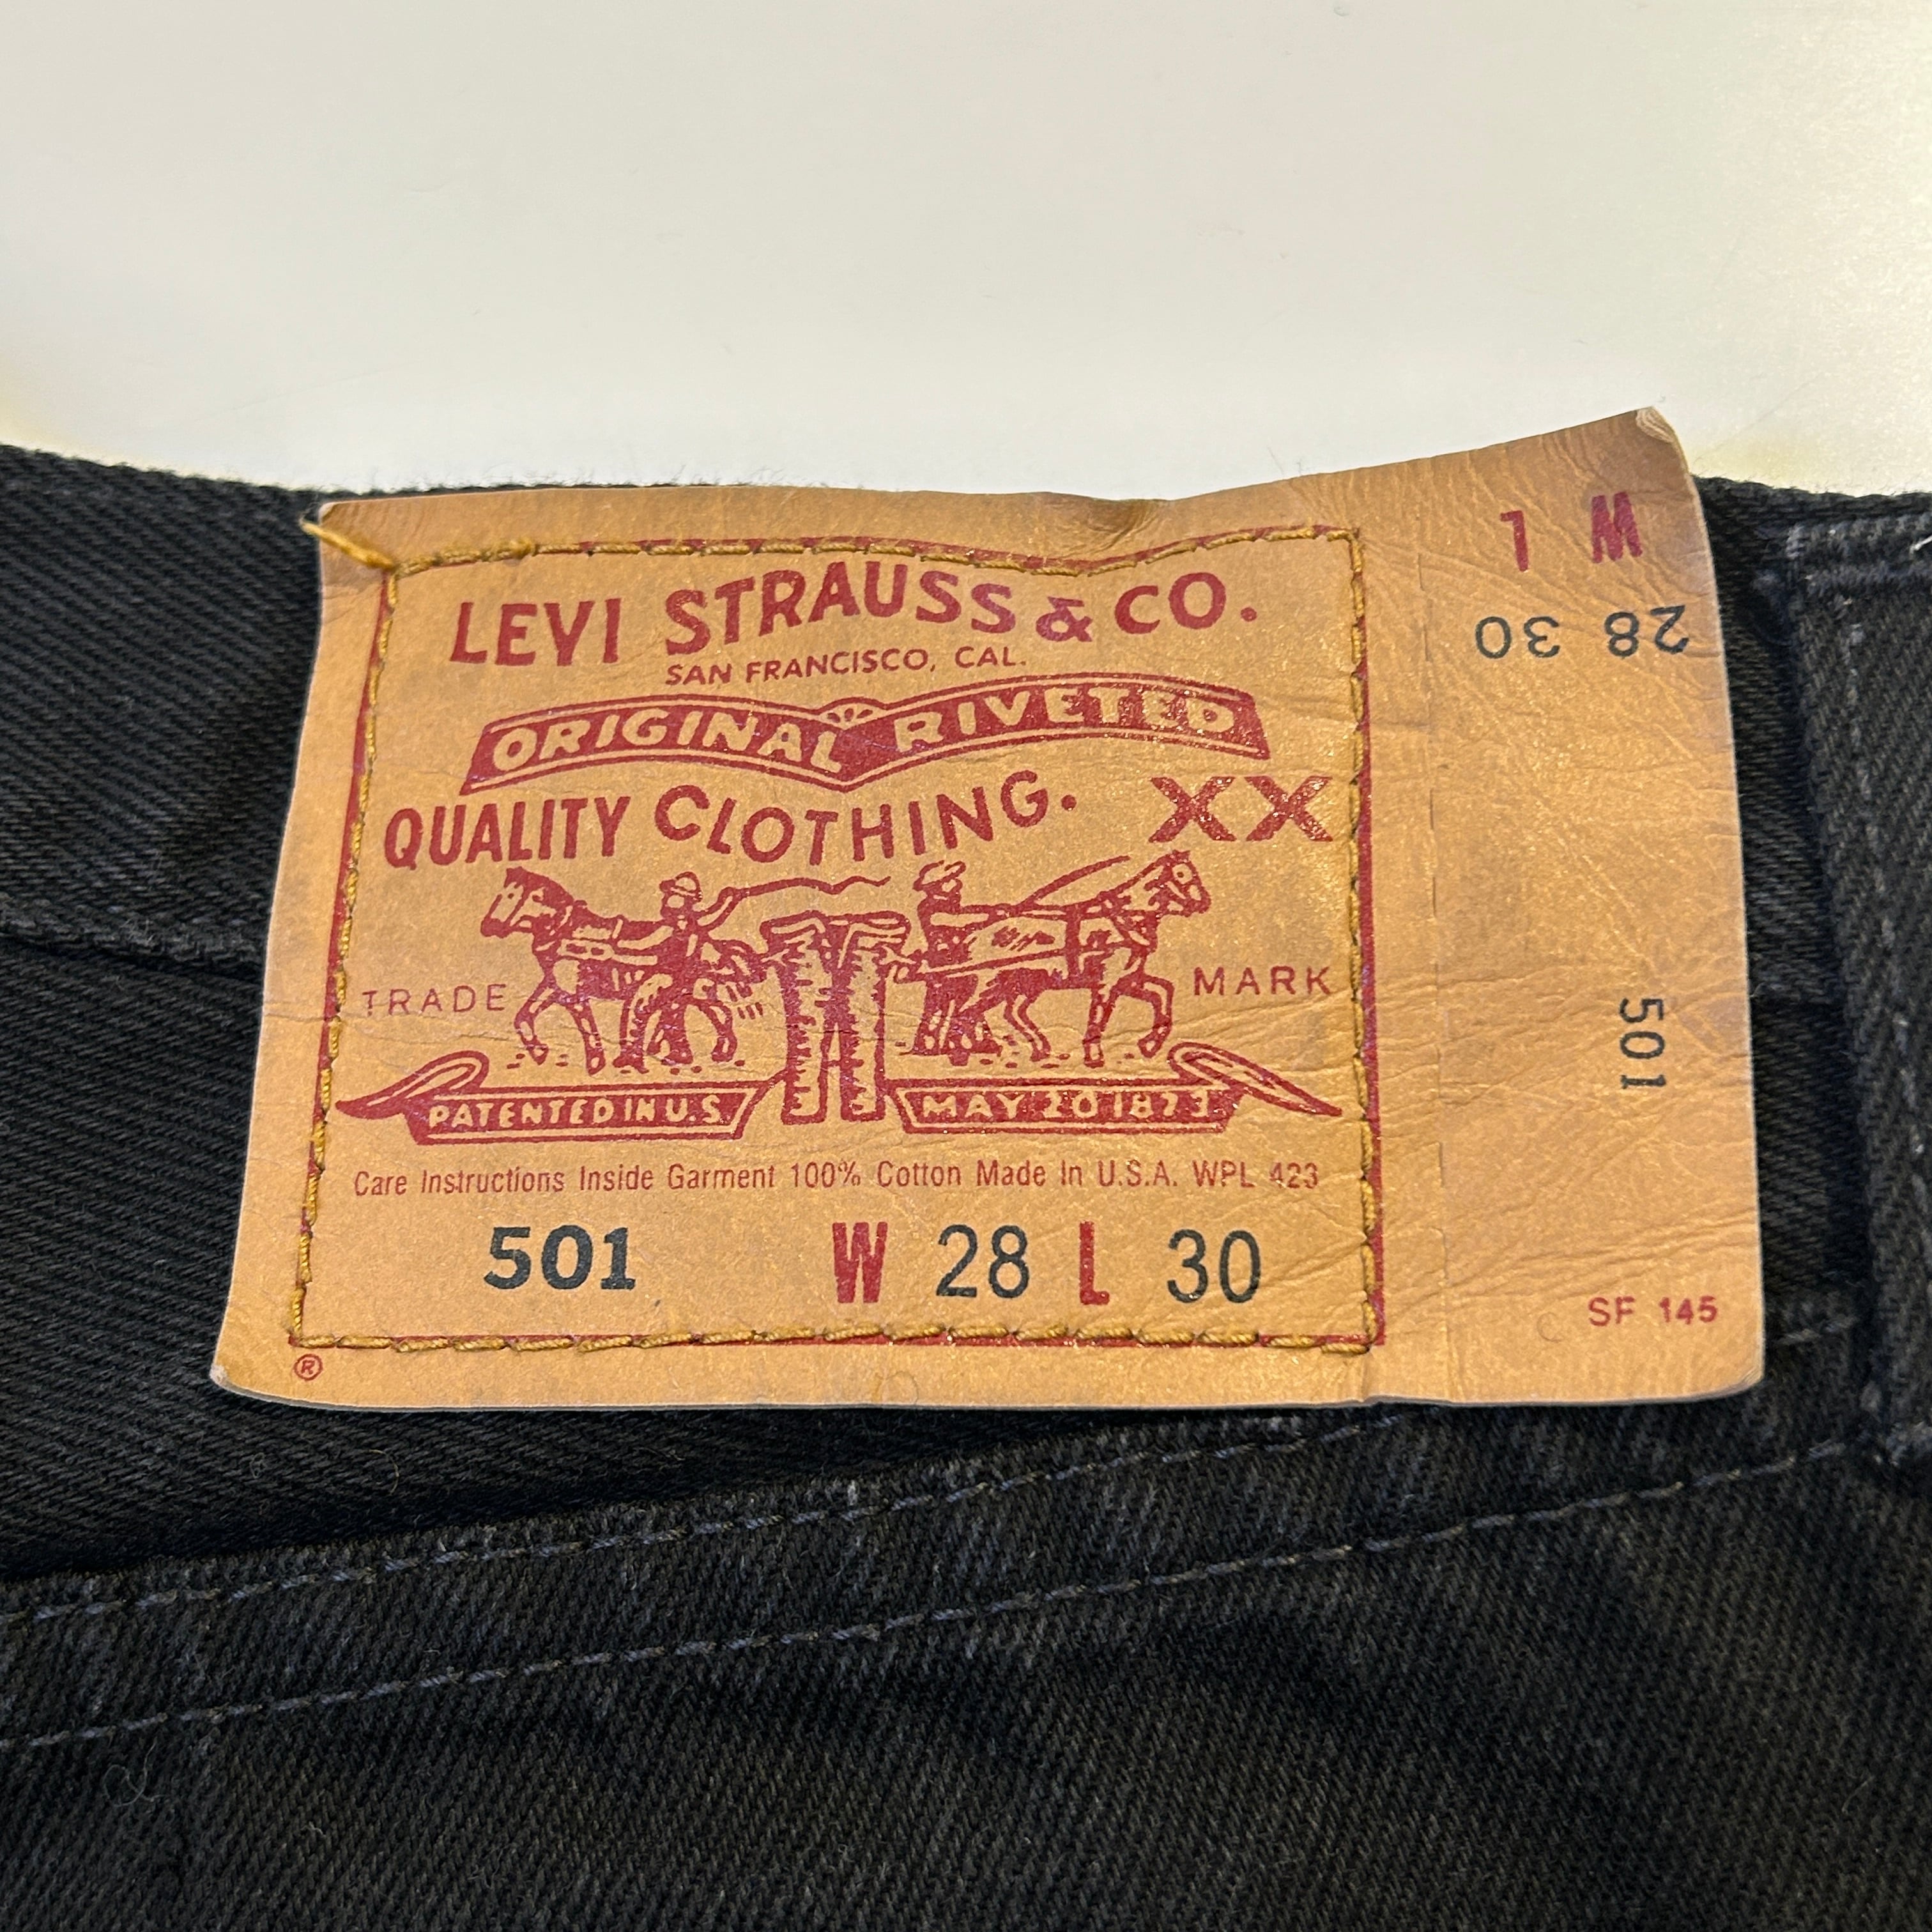 LEVI STRAUSS & CO.
SAN FRANCISCO, CAL.
ORIGINAL RIVETED
QUALITY CLOTHING. XX
TRADE MARK
PATENTED IN U.S. MAY 20 1873
Care Instructions Inside Garment 100% Cotton Made In U.S.A. WPL 423
501 W 28 L 30
®
W L
28 30
501
SF 145